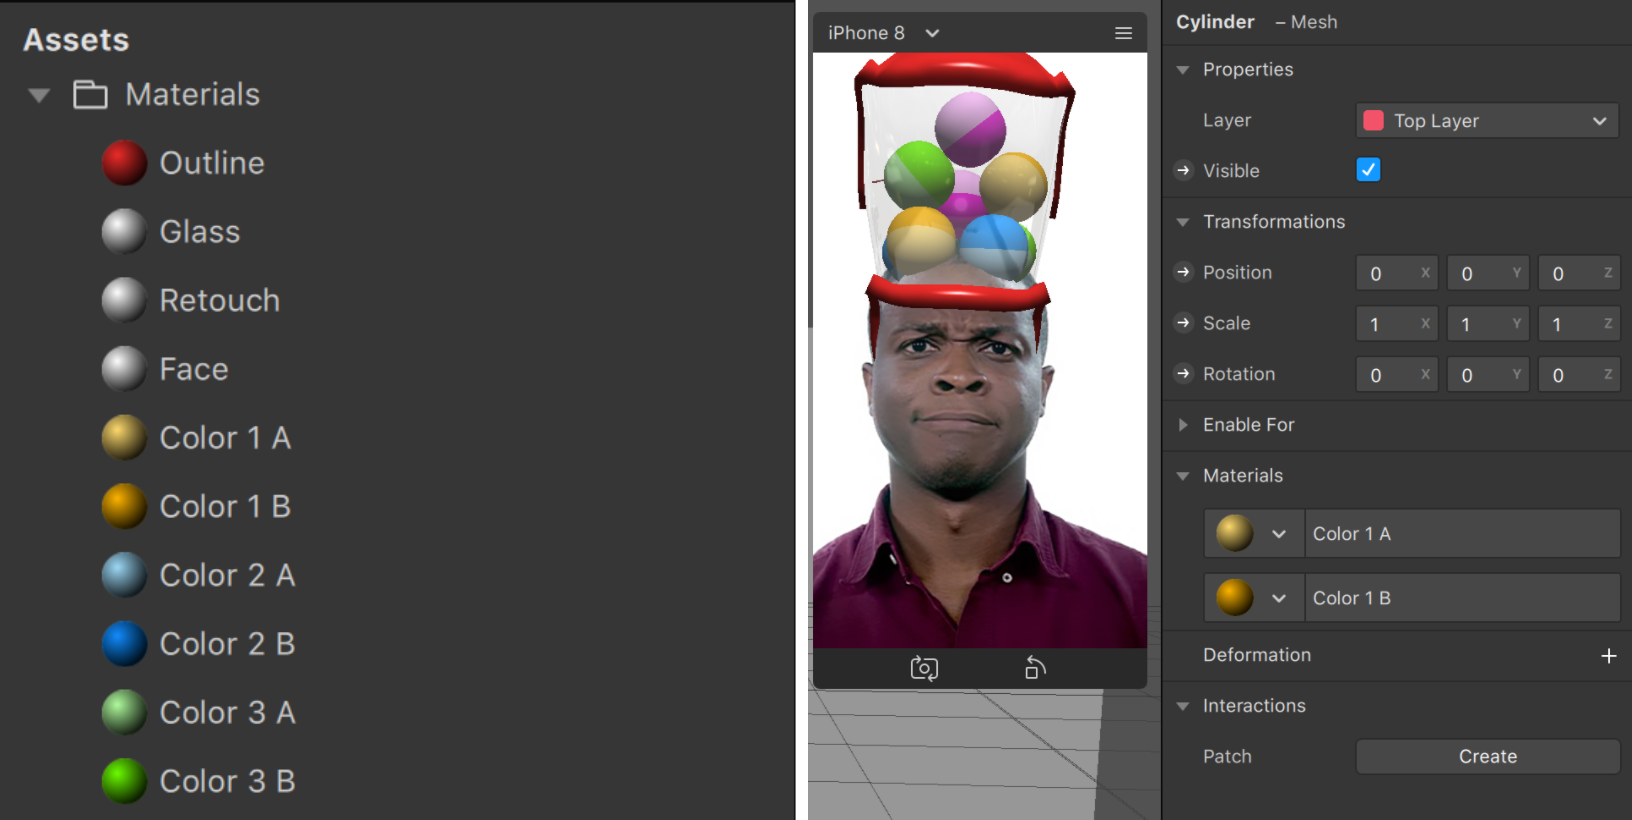 Assets
Materials
Outline
Glass
Retouch
Face
Color 1 A
Color 1 B
Color 2 A
Color 2 B
Color 3 A
Color 3 B
iPhone 8
Cylinder – Mesh
Properties
Layer Top Layer
Visible
Transformations
Position 0 X 0 Y 0 Z
Scale 1 X 1 Y 1 Z
Rotation 0 X 0 Y 0 Z
Enable For
Materials
Color 1 A
Color 1 B
Deformation +
Interactions
Patch Create